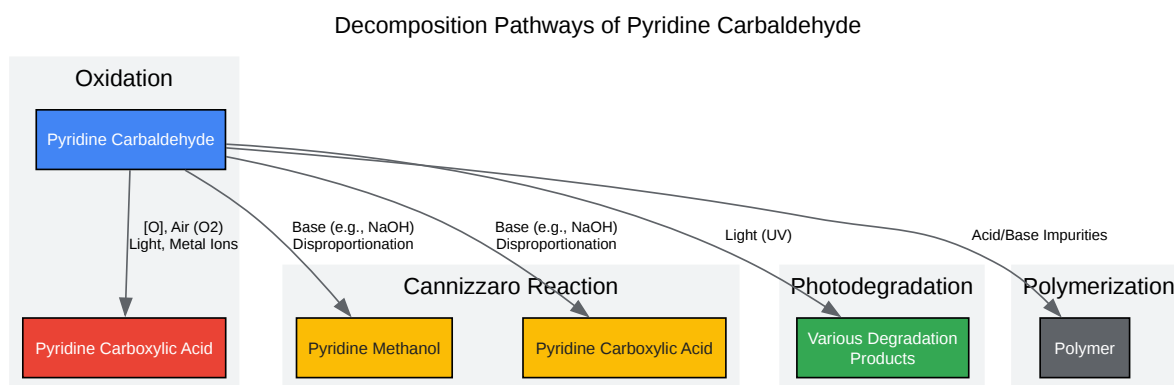 Decomposition Pathways of Pyridine Carbaldehyde
Oxidation
Pyridine Carbaldehyde
[O], Air (O2)
Light, Metal Ions
Base (e.g., NaOH)
Disproportionation
Base (e.g., NaOH)
Disproportionation
Light (UV)
Acid/Base Impurities
Cannizzaro Reaction
Photodegradation
Polymerization
Pyridine Carboxylic Acid
Pyridine Methanol
Pyridine Carboxylic Acid
Various Degradation
Products
Polymer